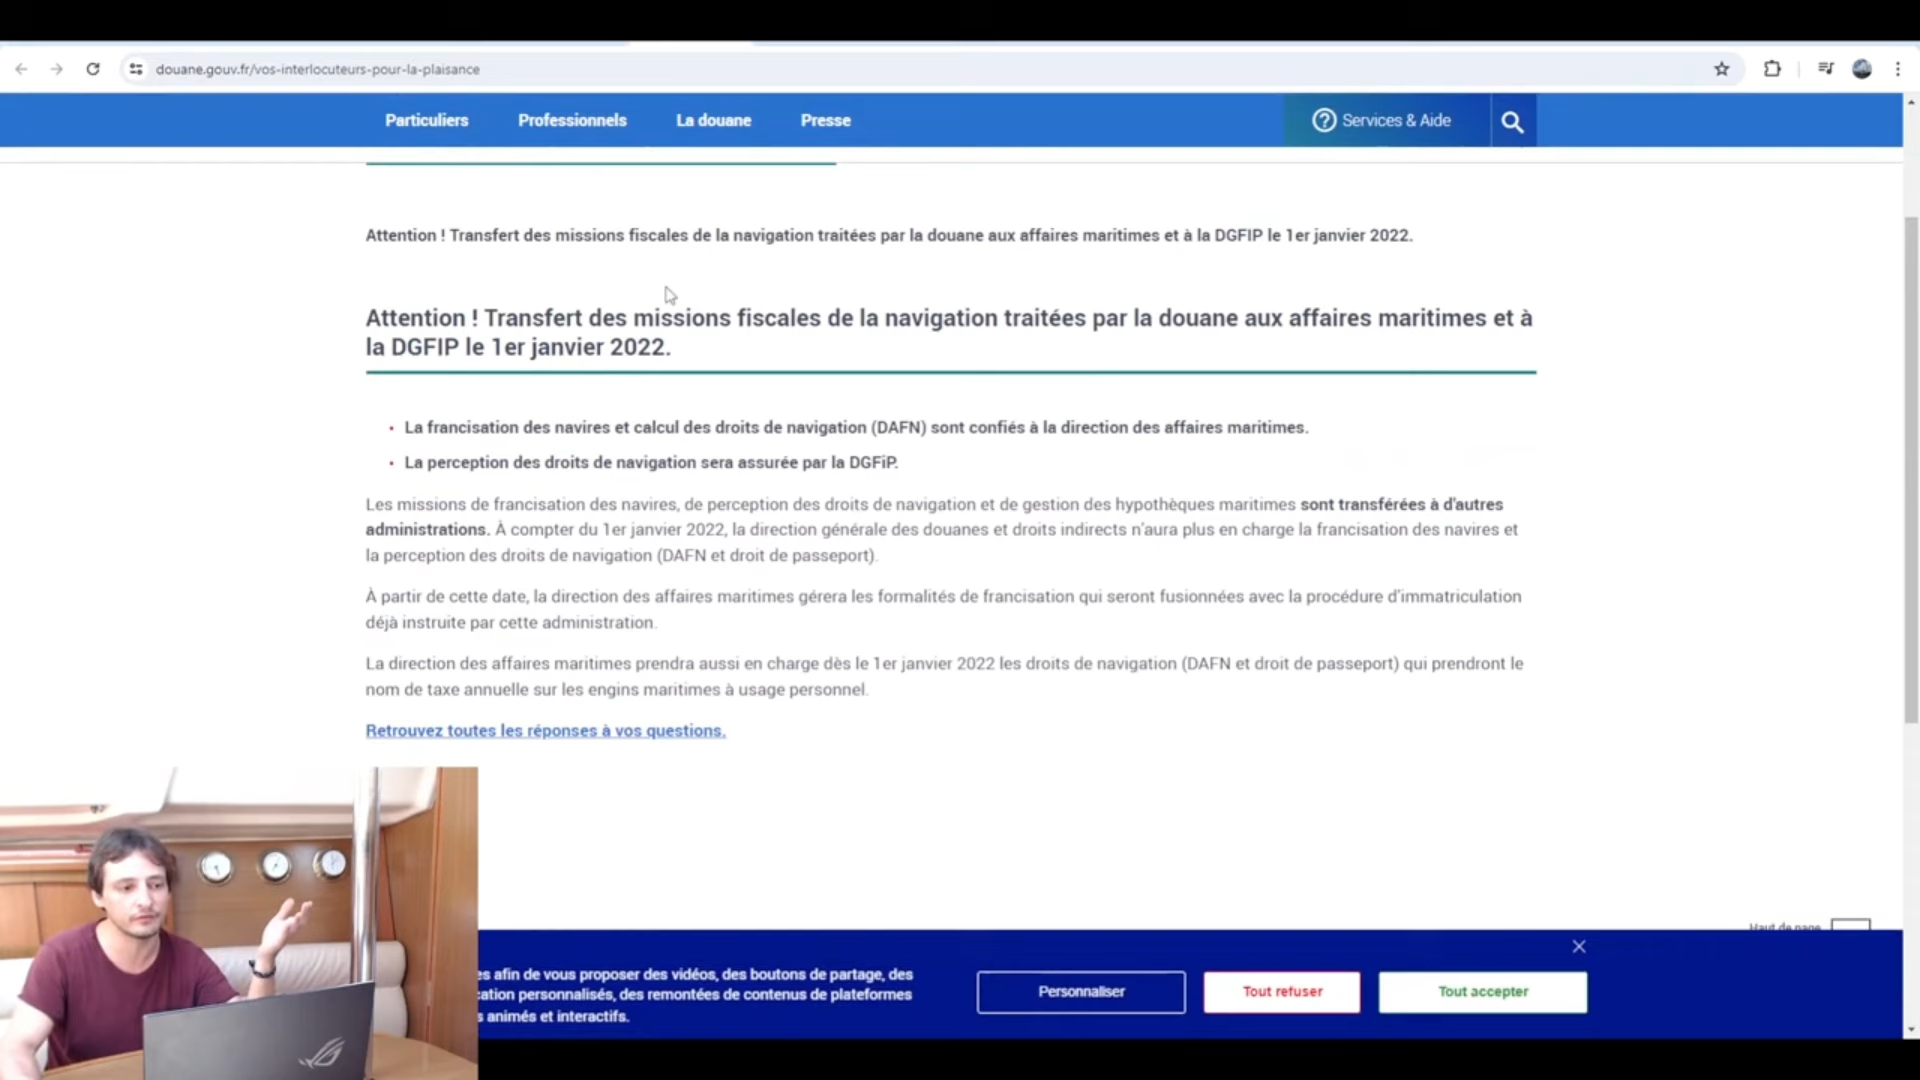 douane.gouv.fr/vos-interlocuteurs-pour-la-plaisance
Particuliers Professionnels La douane Presse Services & Aide
Attention ! Transfert des missions fiscales de la navigation traitées par la douane aux affaires maritimes et à la DGFIP le 1er janvier 2022.
Attention ! Transfert des missions fiscales de la navigation traitées par la douane aux affaires maritimes et à
la DGFIP le 1er janvier 2022.
• La francisation des navires et calcul des droits de navigation (DAFN) sont confiés à la direction des affaires maritimes.
• La perception des droits de navigation sera assurée par la DGFiP.
Les missions de francisation des navires, de perception des droits de navigation et de gestion des hypothèques maritimes sont transférées à d'autres
administrations. À compter du 1er janvier 2022, la direction générale des douanes et droits indirects n'aura plus en charge la francisation des navires et
la perception des droits de navigation (DAFN et droit de passeport).
À partir de cette date, la direction des affaires maritimes gérera les formalités de francisation qui seront fusionnées avec la procédure d'immatriculation
déjà instruite par cette administration.
La direction des affaires maritimes prendra aussi en charge dès le 1er janvier 2022 les droits de navigation (DAFN et droit de passeport) qui prendront le
nom de taxe annuelle sur les engins maritimes à usage personnel.
Retrouvez toutes les réponses à vos questions.
Haut de page
es afin de vous proposer des vidéos, des boutons de partage, des
cation personnalisés, des remontées de contenus de plateformes
s animés et interactifs.
Personnaliser Tout refuser Tout accepter